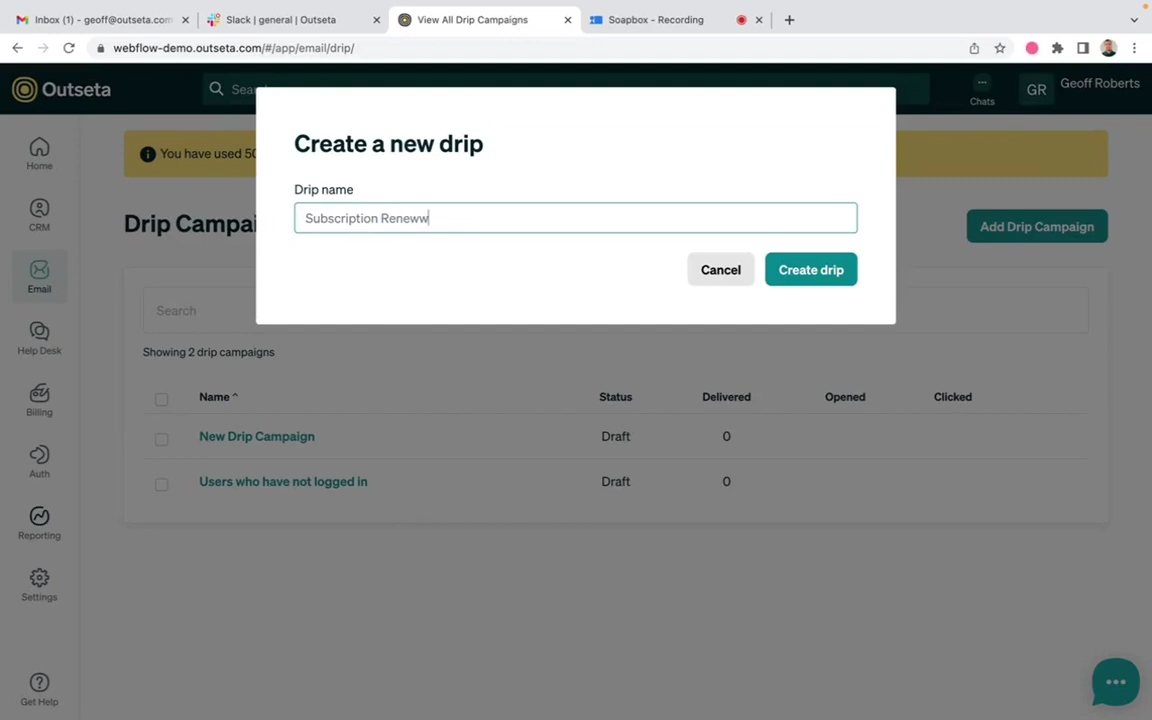 Inbox (1) - geoff@outseta.com
Slack | general | Outseta
View All Drip Campaigns
Soapbox - Recording
webflow-demo.outseta.com/#/app/email/drip/
Outseta
Sear
Chats
GR
Geoff Roberts
Home
CRM
Email
Help Desk
Billing
Auth
Reporting
Settings
Get Help
You have used 50
Drip Campai
Add Drip Campaign
Create a new drip
Drip name
Subscription Reneww
Cancel
Create drip
Search
Showing 2 drip campaigns
Name Status Delivered Opened Clicked
New Drip Campaign Draft 0
Users who have not logged in Draft 0